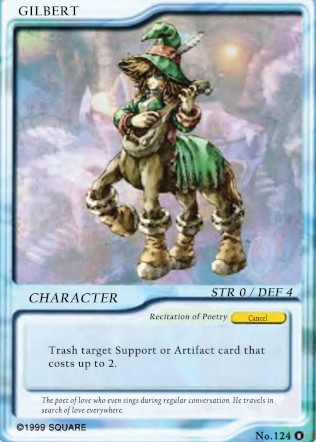 GILBERT
CHARACTER
STR 0 / DEF 4
Recitation of Poetry Cancel
Trash target Support or Artifact card that
costs up to 2.
The poet of love who even sings during regular conversation. He travels in
search of love everywhere.
©1999 SQUARE
No.124